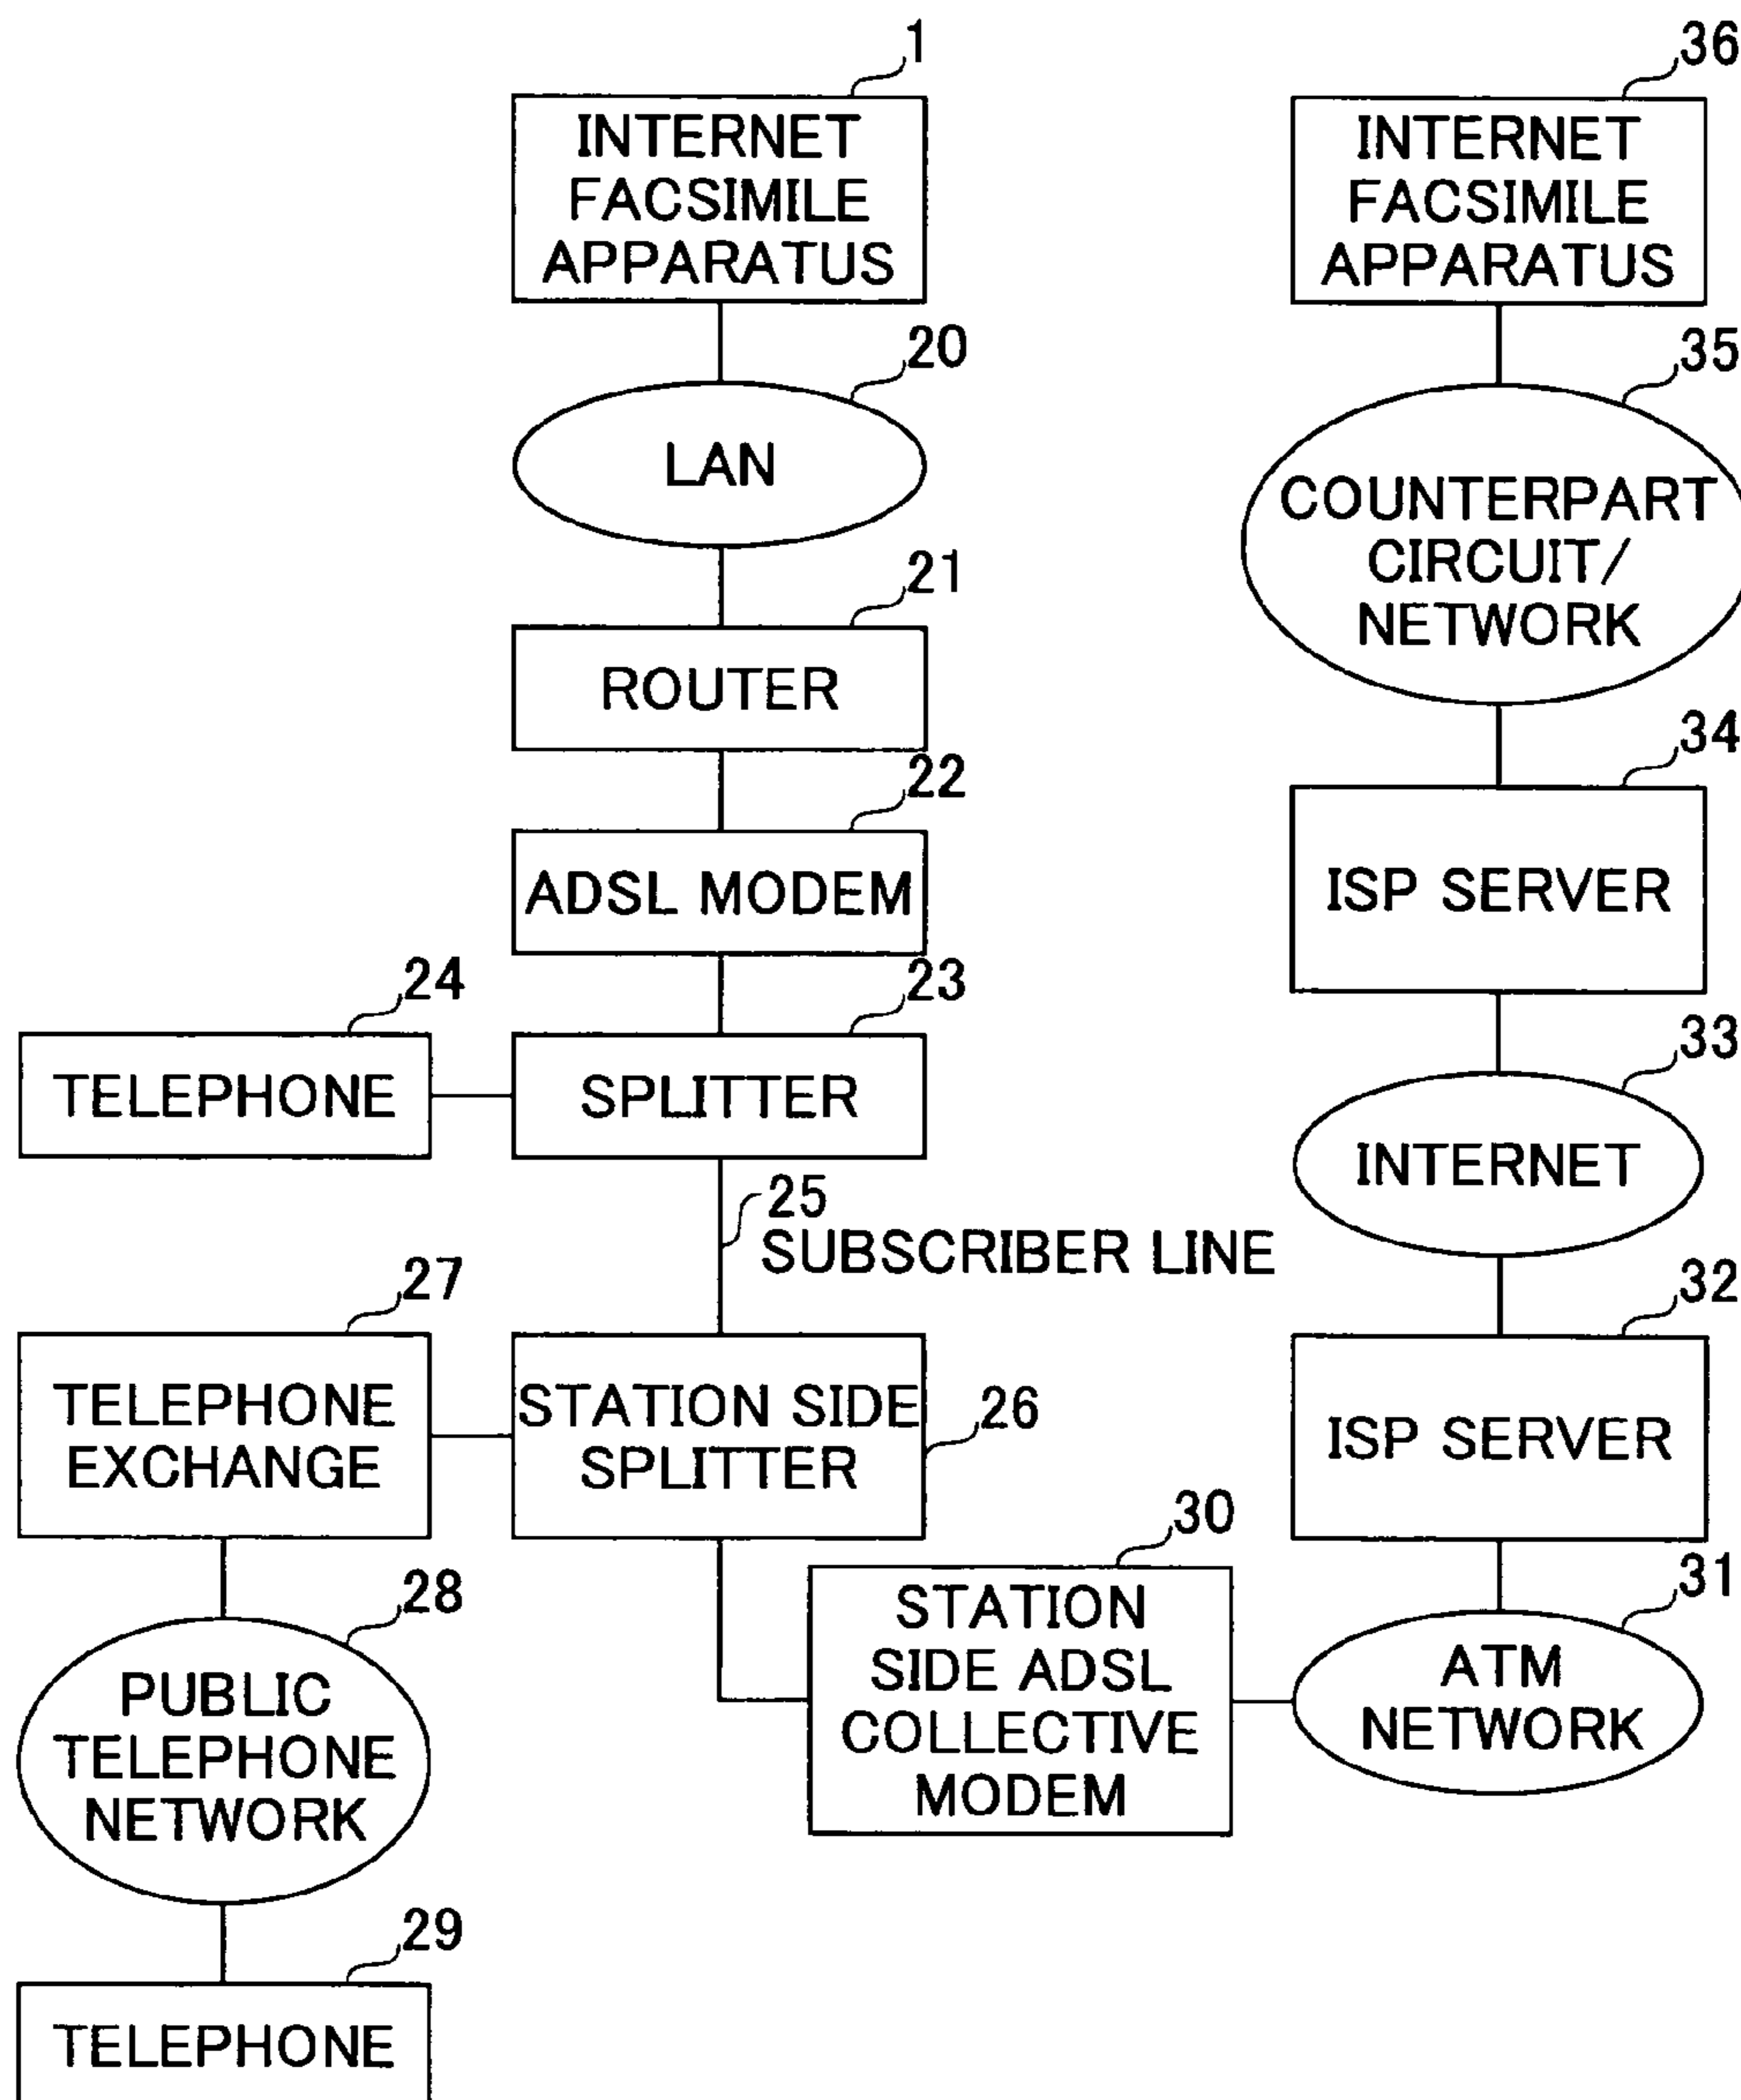 1
INTERNET
FACSIMILE
APPARATUS
20
LAN
21
ROUTER
22
ADSL MODEM
23
SPLITTER
24
TELEPHONE
25
SUBSCRIBER LINE
26
STATION SIDE
SPLITTER
27
TELEPHONE
EXCHANGE
28
PUBLIC
TELEPHONE
NETWORK
29
TELEPHONE
30
STATION
SIDE ADSL
COLLECTIVE
MODEM
31
ATM
NETWORK
32
ISP SERVER
33
INTERNET
34
ISP SERVER
35
COUNTERPART
CIRCUIT/
NETWORK
36
INTERNET
FACSIMILE
APPARATUS